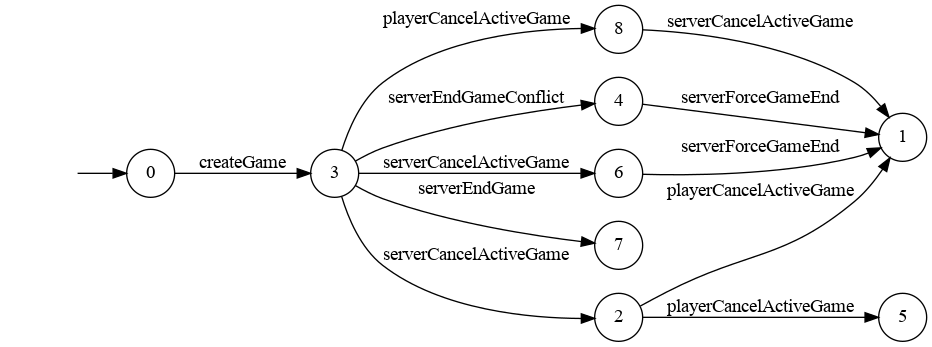 playerCancelActiveGame
8
serverCancelActiveGame
serverEndGameConflict
4
serverForceGameEnd
1
0
createGame
3
serverCancelActiveGame
6
serverForceGameEnd
serverEndGame
playerCancelActiveGame
7
serverCancelActiveGame
2
playerCancelActiveGame
5